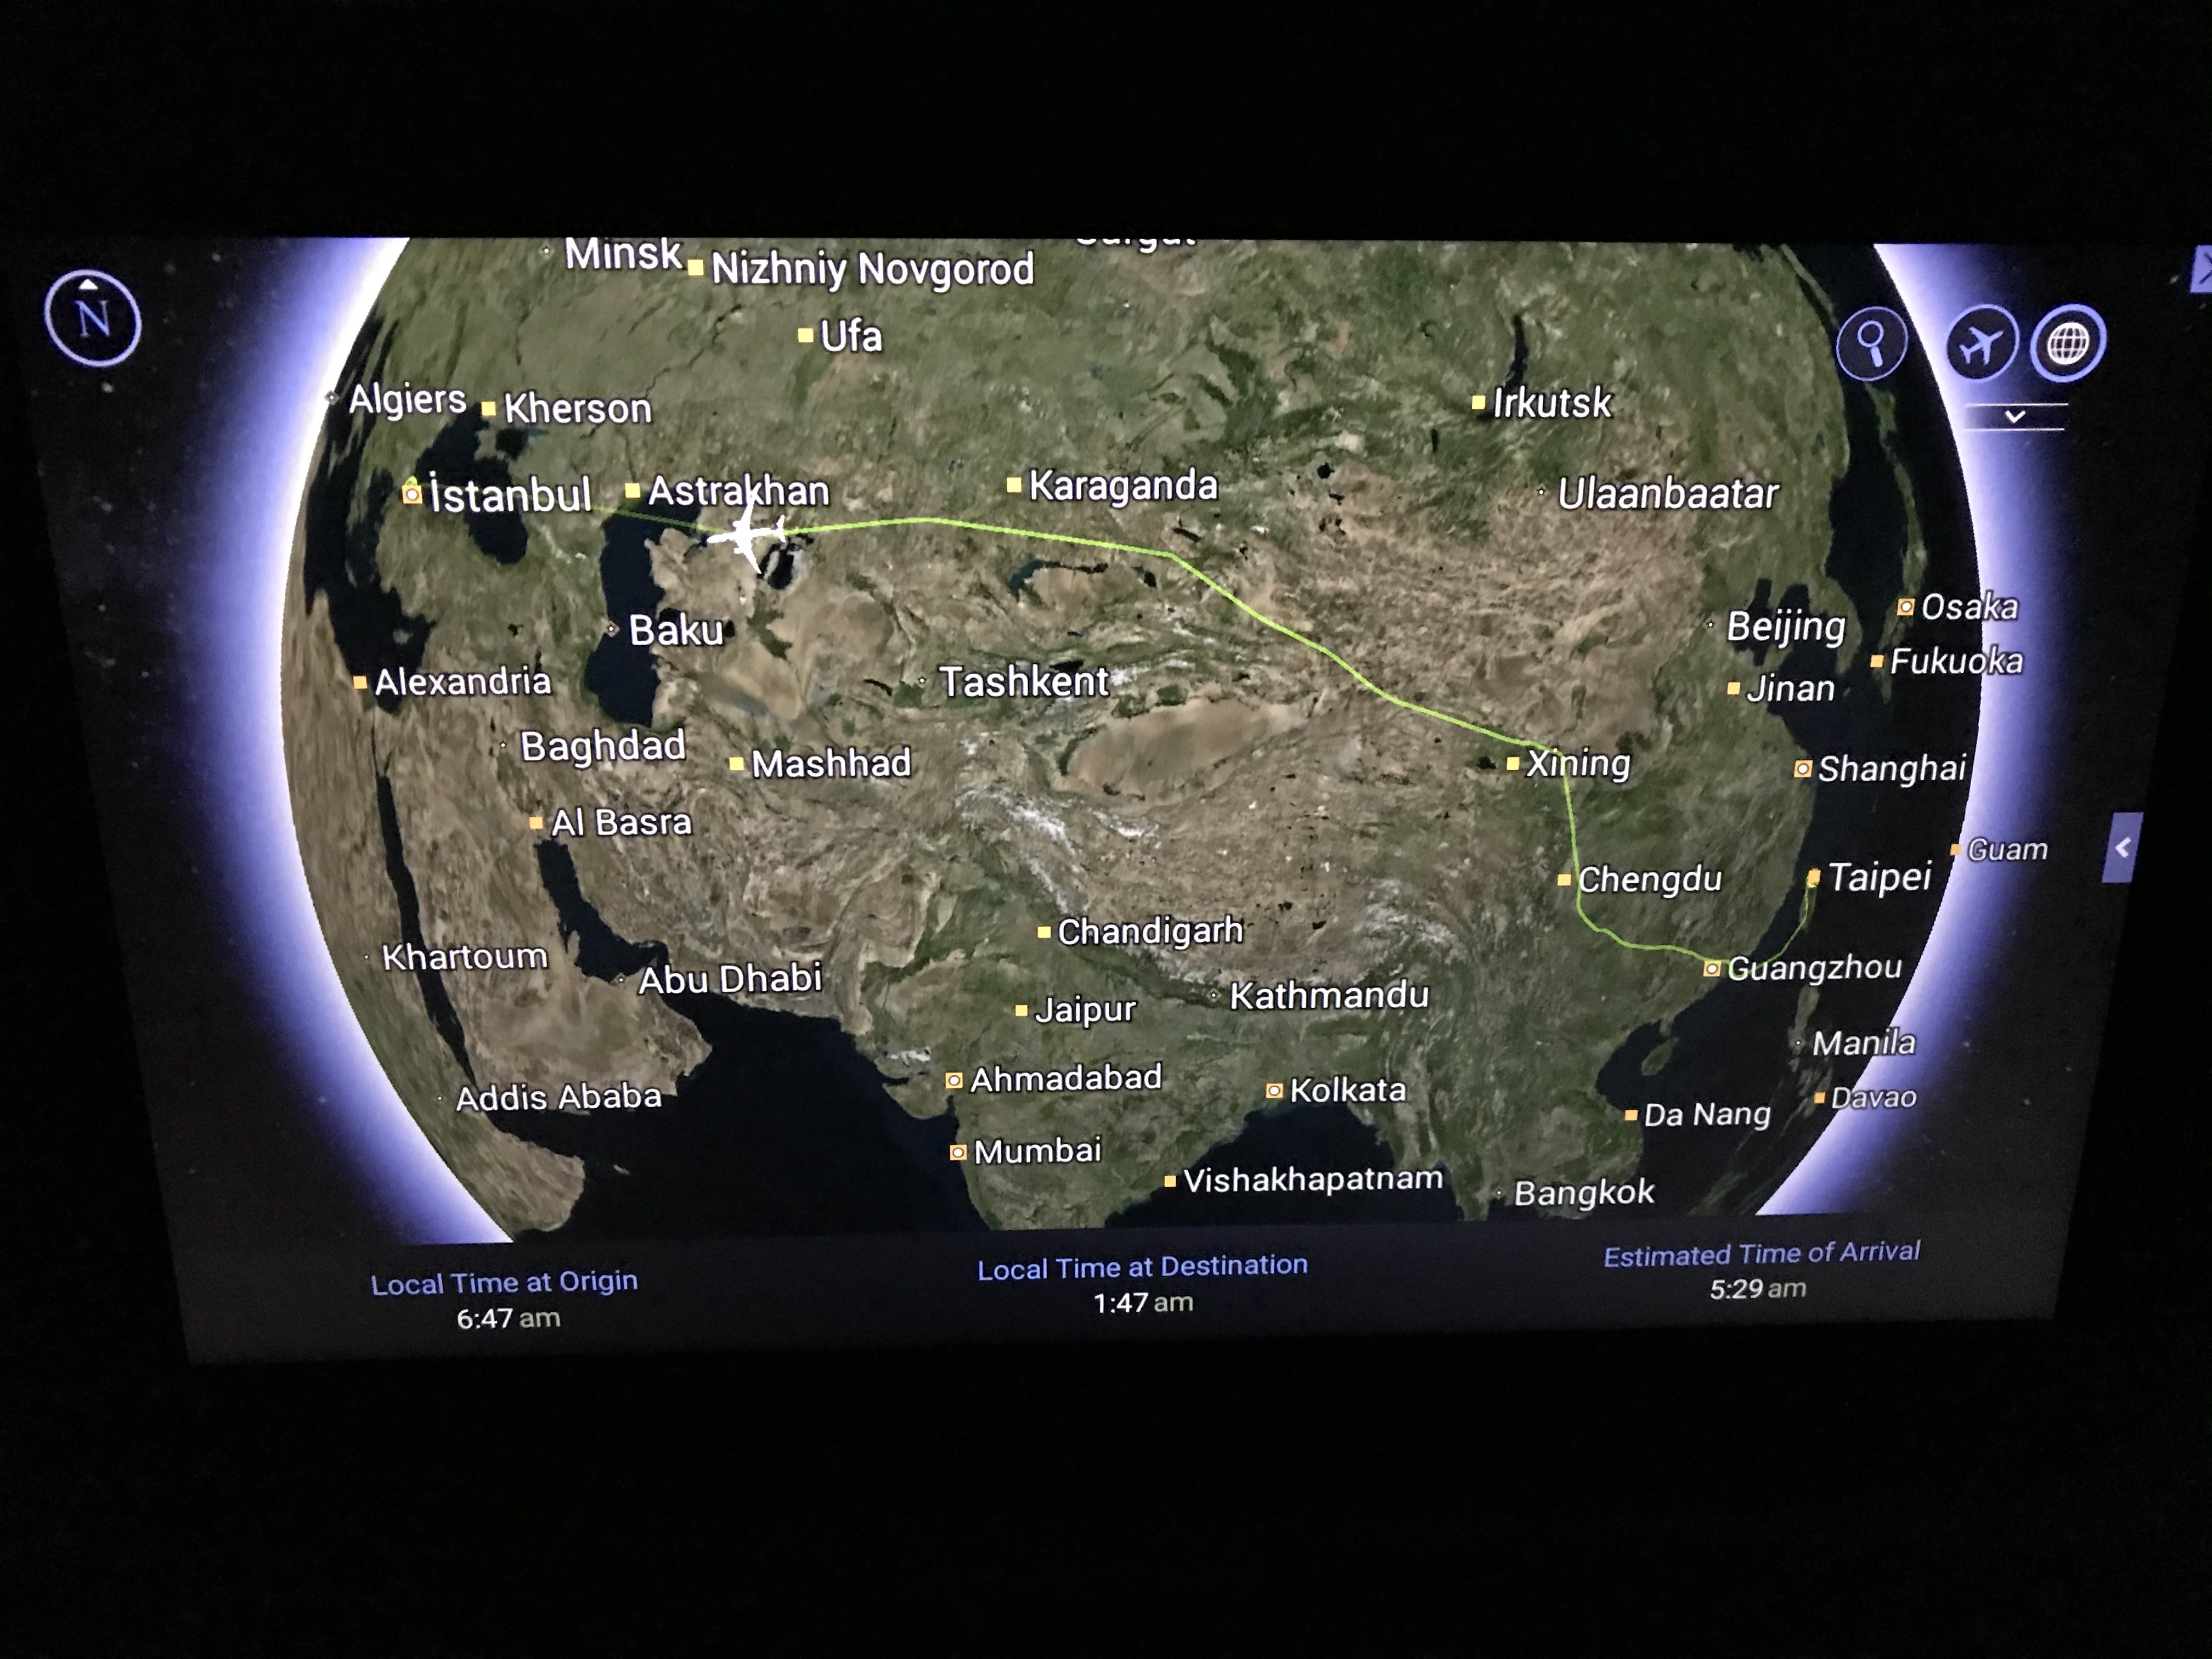 Minsk
Nizhniy Novgorod
N
Ufa
Algiers
Kherson
Irkutsk
İstanbul
Astrakhan
Karaganda
Ulaanbaatar
Osaka
Baku
Beijing
Fukuoka
Alexandria
Tashkent
Jinan
Baghdad
Mashhad
Xining
Shanghai
Al Basra
Guam
Chengdu
Taipei
Chandigarh
Khartoum
Abu Dhabi
Guangzhou
Kathmandu
Jaipur
Manila
Ahmadabad
Kolkata
Addis Ababa
Davao
Da Nang
Mumbai
Vishakhapatnam
Bangkok
Local Time at Origin
6:47 am
Local Time at Destination
1:47 am
Estimated Time of Arrival
5:29 am